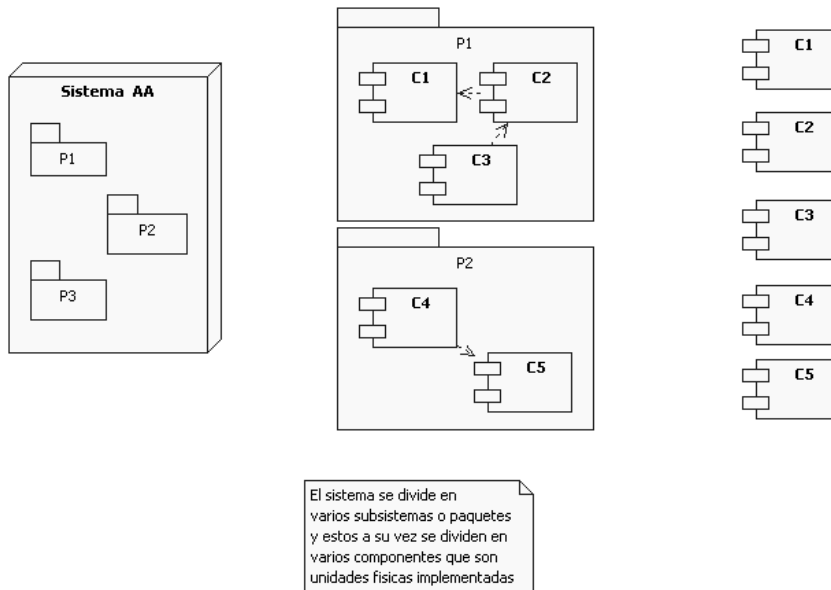 Sistema AA
P1
P2
P3
P1
C1
C2
C3
P2
C4
C5
C1
C2
C3
C4
C5
El sistema se divide en
varios subsistemas o paquetes
y estos a su vez se dividen en
varios componentes que son
unidades fisicas implementadas